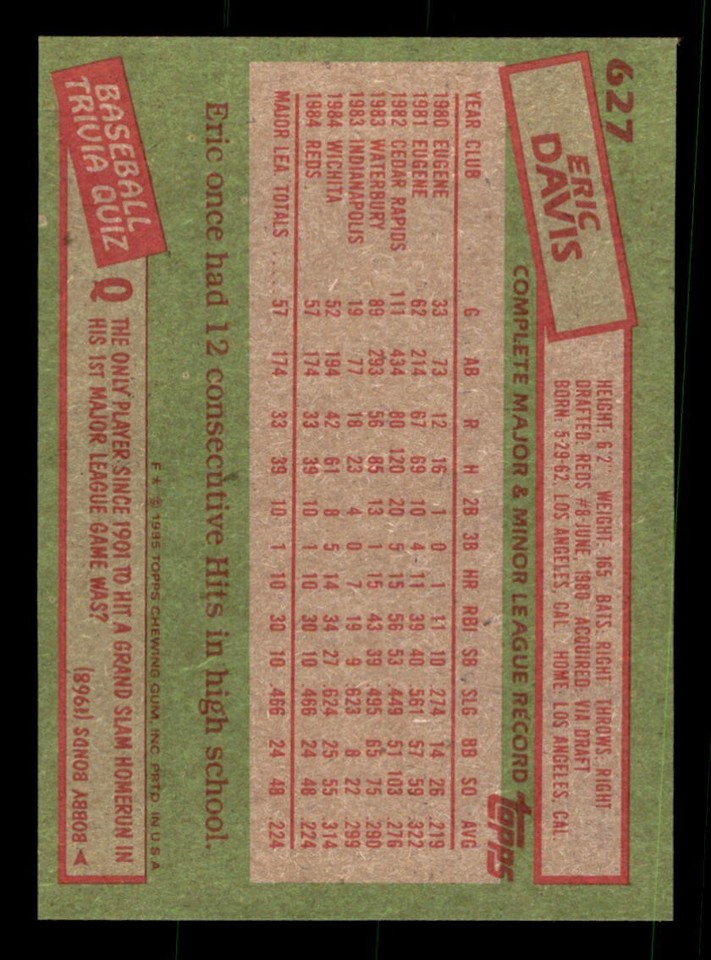 627
ERIC
DAVIS
HEIGHT: 6'2" WEIGHT: 165 BATS: RIGHT THROWS: RIGHT
DRAFTED: REDS #8-JUNE, 1980 ACQUIRED: VIA DRAFT
BORN: 5-29-62, LOS ANGELES, CAL. HOME: LOS ANGELES, CAL.
COMPLETE MAJOR & MINOR LEAGUE RECORD
topps
YEAR CLUB G AB R H 2B 3B HR RBI SB SLG BB SO AVG
1980 EUGENE 33 73 12 16 1 0 1 11 10 .274 14 26 .219
1981 EUGENE 62 214 67 69 10 4 11 39 40 .561 57 59 .322
1982 CEDAR RAPIDS 111 434 80 120 20 5 15 56 53 .449 51 103 .276
1983 WATERBURY 89 293 56 85 13 1 15 43 39 .495 65 75 .290
1983 INDIANAPOLIS 19 77 18 23 4 0 7 19 9 .623 8 22 .299
1984 WICHITA 52 194 42 61 8 5 14 34 27 .624 25 55 .314
1984 REDS 57 174 33 39 10 1 10 30 10 .466 24 48 .224
MAJOR LEA. TOTALS ..... 57 174 33 39 10 1 10 30 10 .466 24 48 .224
Eric once had 12 consecutive Hits in high school.
F ★ © 1985 TOPPS CHEWING GUM, INC. PRTD. IN U.S.A.
BASEBALL
TRIVIA QUIZ
Q THE ONLY PLAYER SINCE 1901 TO HIT A GRAND SLAM HOMERUN IN
HIS 1ST MAJOR LEAGUE GAME WAS?
BOBBY BONDS (1968)